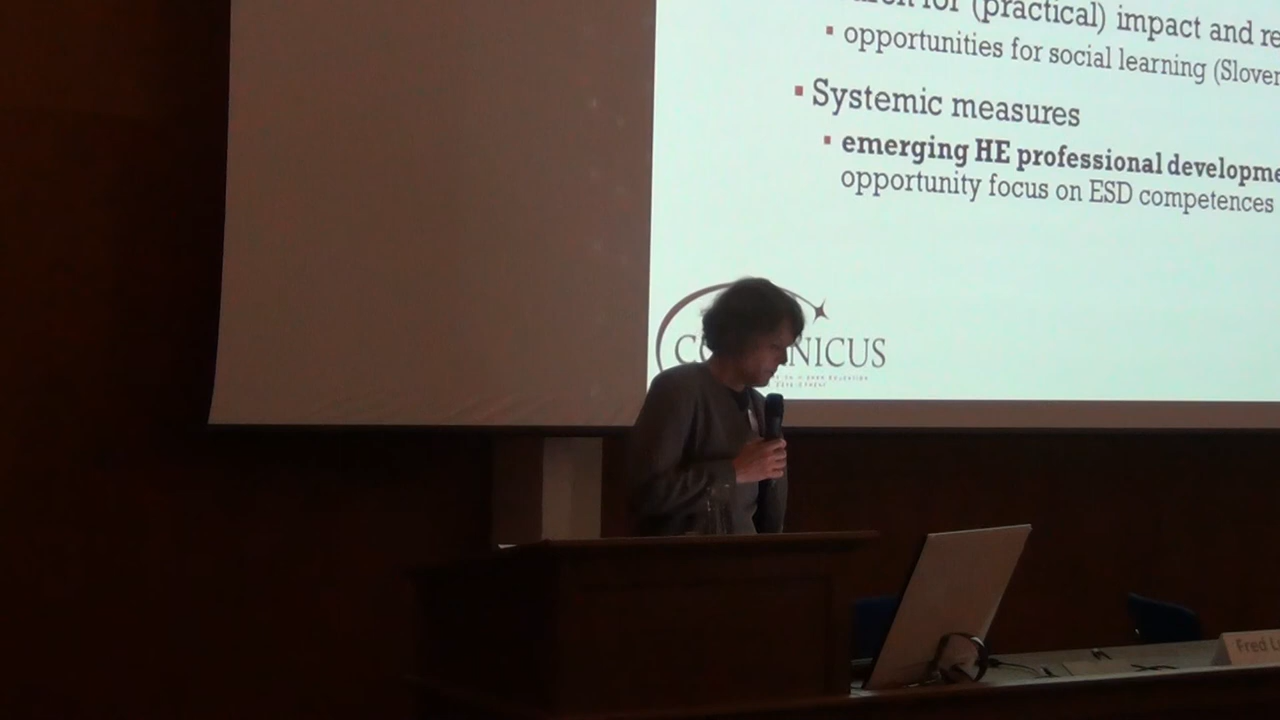 for (practical) impact and re
opportunities for social learning (Sloven
Systemic measures
emerging HE professional developme
opportunity focus on ESD competences
NICUS
Fred L